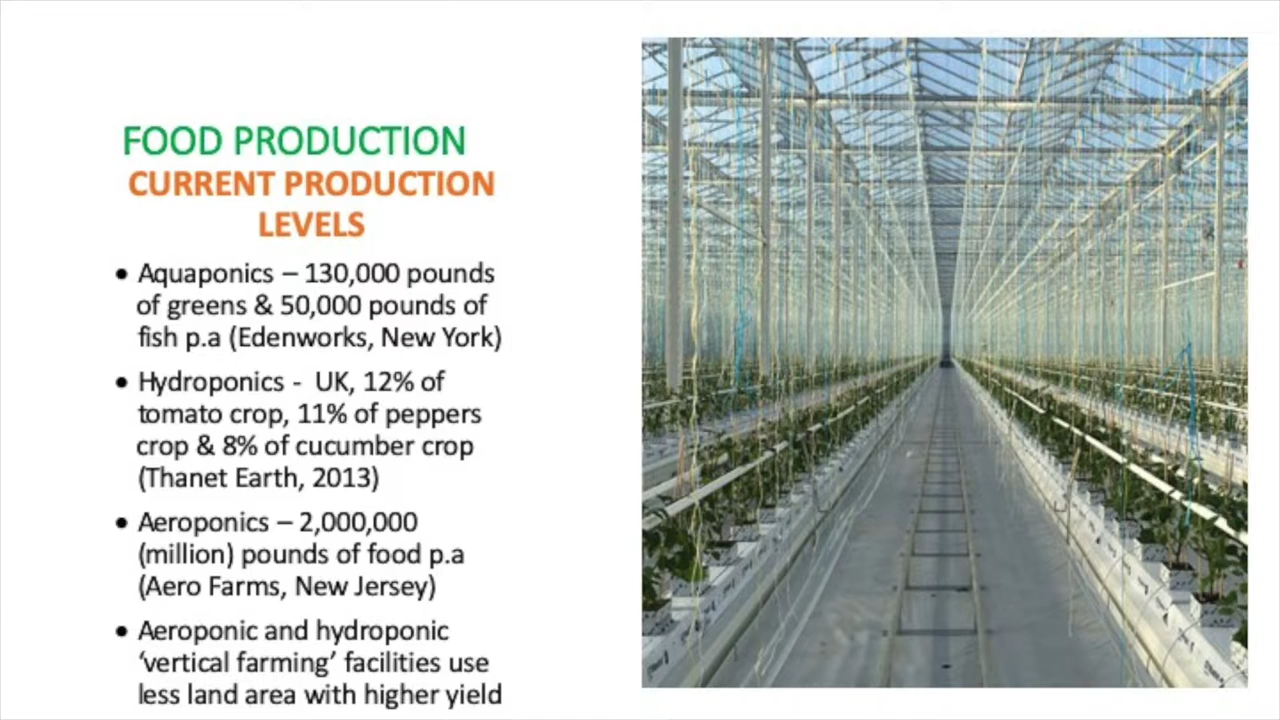 FOOD PRODUCTION
CURRENT PRODUCTION
LEVELS
• Aquaponics – 130,000 pounds
of greens & 50,000 pounds of
fish p.a (Edenworks, New York)
• Hydroponics - UK, 12% of
tomato crop, 11% of peppers
crop & 8% of cucumber crop
(Thanet Earth, 2013)
• Aeroponics – 2,000,000
(million) pounds of food p.a
(Aero Farms, New Jersey)
• Aeroponic and hydroponic
‘vertical farming’ facilities use
less land area with higher yield